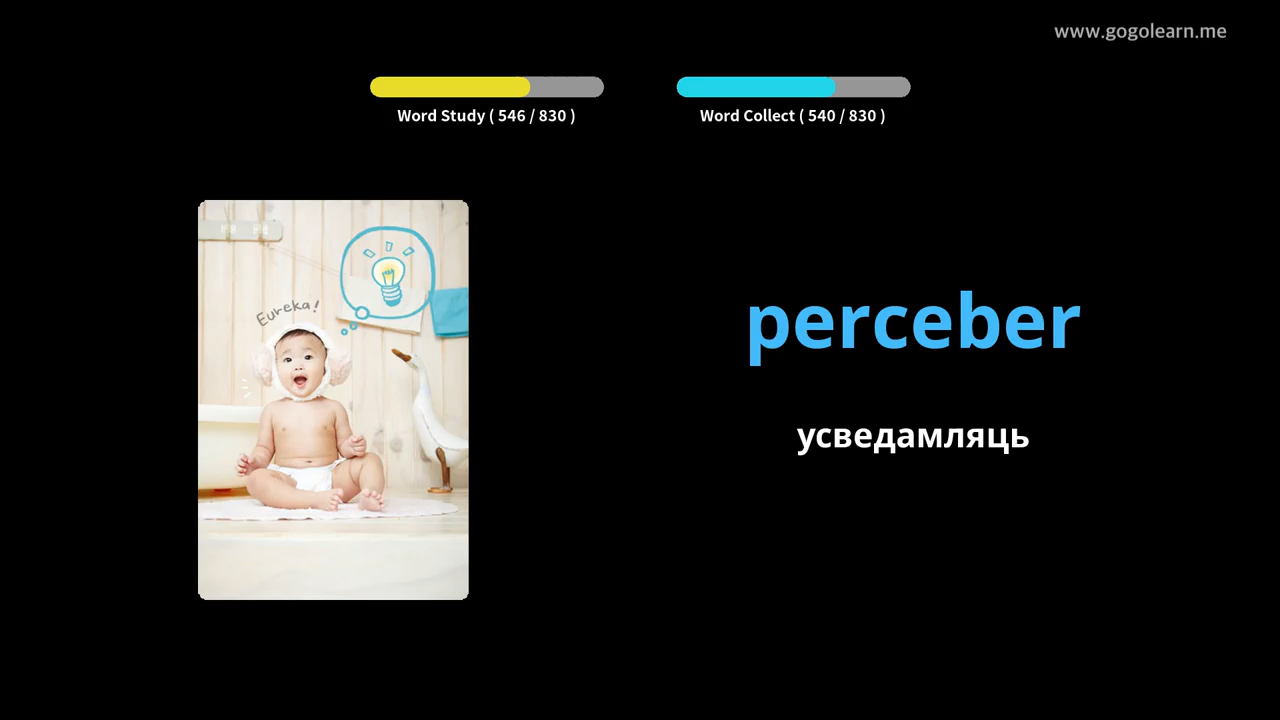 www.gogolearn.me
Word Study ( 546 / 830 )
Word Collect ( 540 / 830 )
Eureka!
perceber
усведамляць